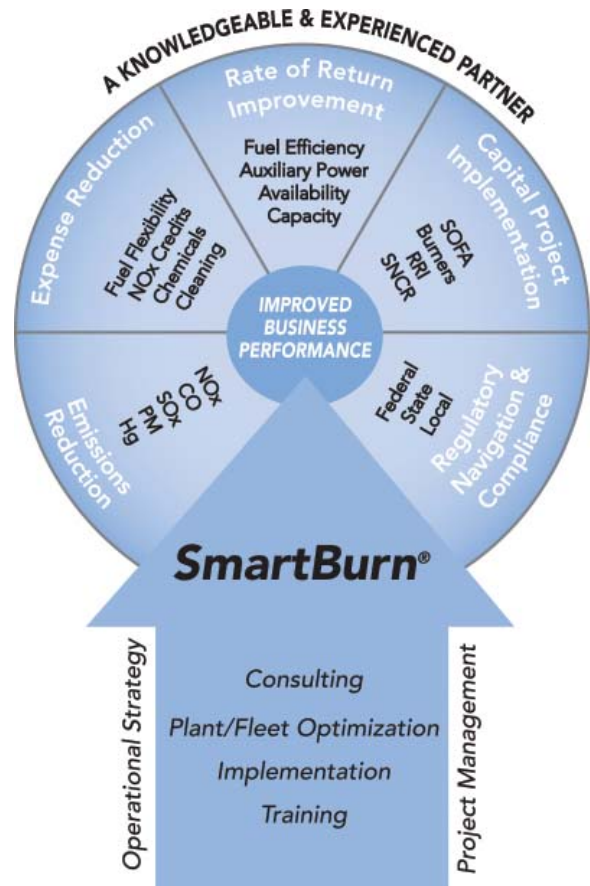 A KNOWLEDGEABLE & EXPERIENCED PARTNER
Rate of Return
Improvement
Fuel Efficiency
Auxiliary Power
Availability
Capacity
Expense Reduction
Fuel Flexibility
NOx Credits
Chemicals
Cleaning
Capital Project
Implementation
SOFA
Burners
RRI
SNCR
IMPROVED
BUSINESS
PERFORMANCE
Emissions
Reduction
NOx
CO
SOx
PM
Hg
Federal
State
Local
Regulatory
Navigation &
Compliance
SmartBurn®
Operational Strategy
Consulting
Plant/Fleet Optimization
Implementation
Training
Project Management